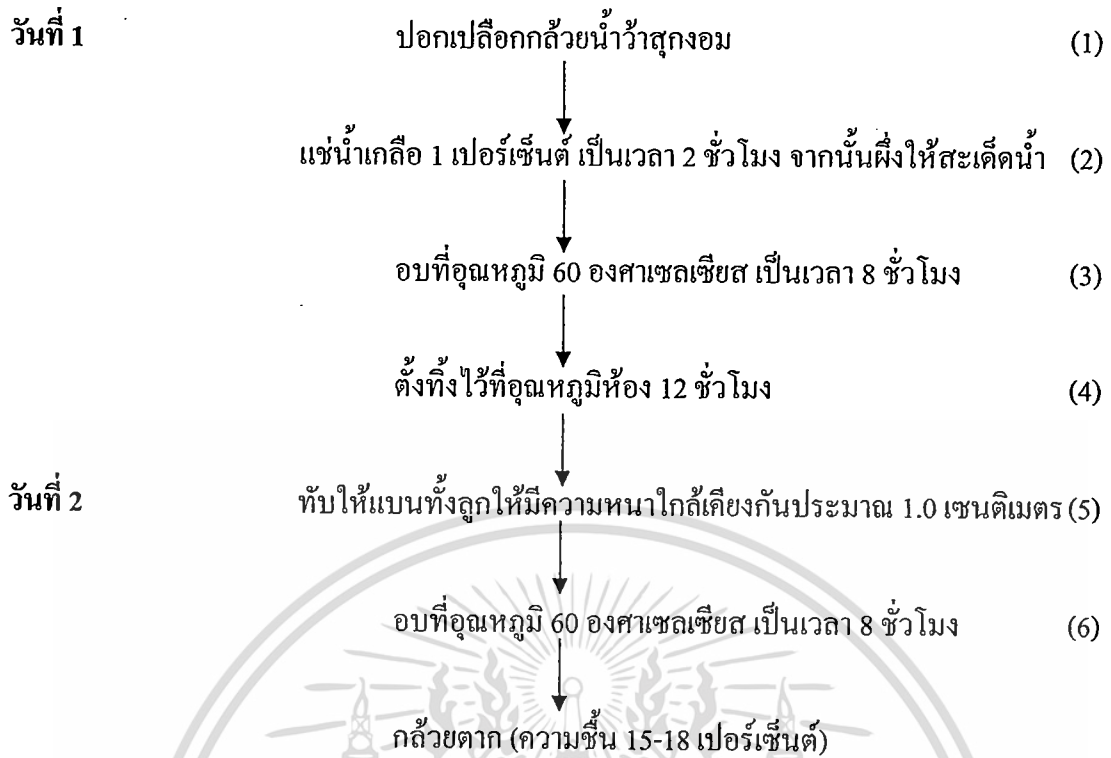 วันที่ 1 ปอกเปลือกกล้วยน้ำว้าสุกงอม (1)
แช่น้ำเกลือ 1 เปอร์เซ็นต์ เป็นเวลา 2 ชั่วโมง จากนั้นผึ่งให้สะเด็ดน้ำ (2)
อบที่อุณหภูมิ 60 องศาเซลเซียส เป็นเวลา 8 ชั่วโมง (3)
ตั้งทิ้งไว้ที่อุณหภูมิห้อง 12 ชั่วโมง (4)
วันที่ 2 ทับให้แบนทั้งลูกให้มีความหนาใกล้เคียงกันประมาณ 1.0 เซนติเมตร (5)
อบที่อุณหภูมิ 60 องศาเซลเซียส เป็นเวลา 8 ชั่วโมง (6)
กล้วยตาก (ความชื้น 15-18 เปอร์เซ็นต์)